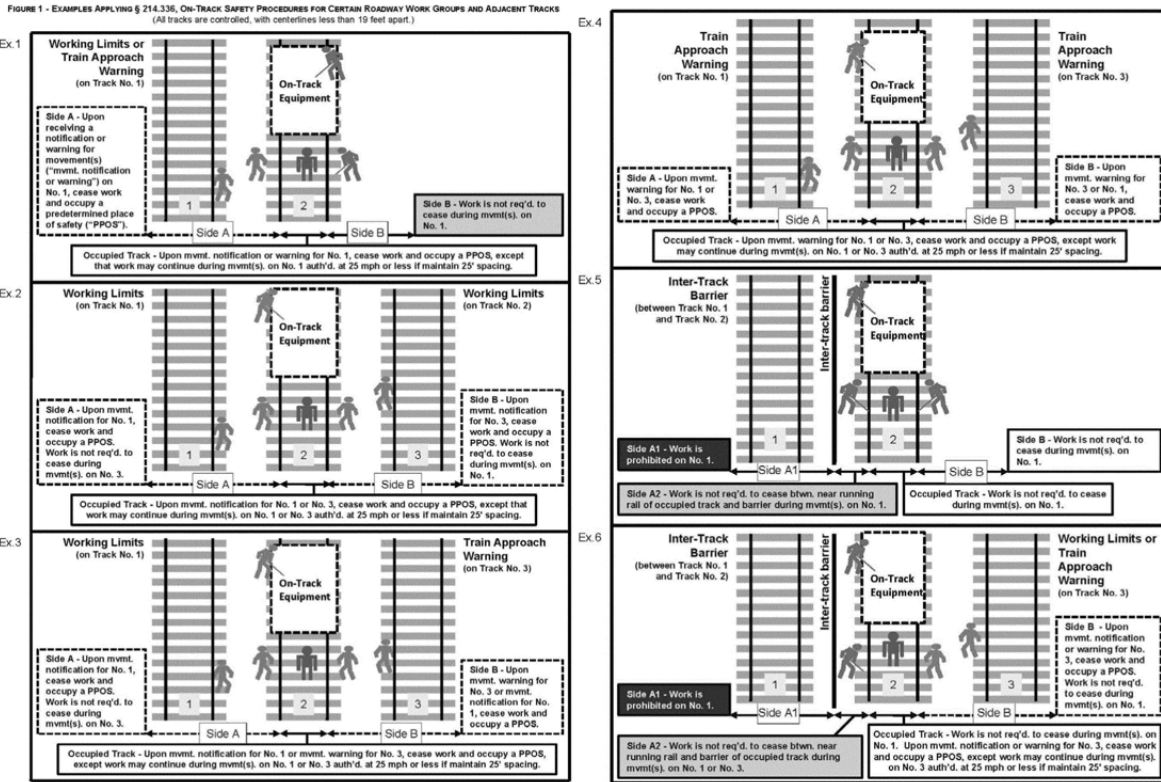 FIGURE 1 - EXAMPLES APPLYING § 214.336, ON-TRACK SAFETY PROCEDURES FOR CERTAIN ROADWAY WORK GROUPS AND ADJACENT TRACKS
(All tracks are controlled, with centerlines less than 19 feet apart.)
Ex.1
Working Limits or
Train Approach
Warning
(on Track No. 1)
On-Track
Equipment
Side A - Upon
receiving a
notification or
warning for
movement(s)
("mvmt. notification
or warning") on
No. 1, cease work
and occupy a
predetermined place
of safety ("PPOS").
1
2
Side B - Work is not req'd. to
cease during mvmt(s). on
No. 1.
Side A
Side B
Occupied Track - Upon mvmt. notification or warning for No. 1, cease work and occupy a PPOS, except
that work may continue during mvmt(s). on No. 1 auth'd. at 25 mph or less if maintain 25' spacing.
Ex.2
Working Limits
(on Track No. 1)
On-Track
Equipment
Working Limits
(on Track No. 2)
Side A - Upon mvmt.
notification for No. 1,
cease work and
occupy a PPOS.
Work is not req'd. to
cease during
mvmt(s). on No. 3.
1
2
3
Side B - Upon
mvmt. notification
for No. 3, cease
work and occupy a
PPOS. Work is not
req'd. to cease
during mvmt(s). on
No. 1.
Side A
Side B
Occupied Track - Upon mvmt. notification for No. 1 or No. 3, cease work and occupy a PPOS, except that
work may continue during mvmt(s). on No. 1 or No. 3 auth'd. at 25 mph or less if maintain 25' spacing.
Ex.3
Working Limits
(on Track No. 1)
On-Track
Equipment
Train Approach
Warning
(on Track No. 3)
Side A - Upon mvmt.
notification for No. 1,
cease work and
occupy a PPOS.
Work is not req'd. to
cease during
mvmt(s). on No. 3.
1
2
3
Side B - Upon
mvmt. warning for
No. 3 or mvmt.
notification for No.
1, cease work and
occupy a PPOS.
Side A
Side B
Occupied Track - Upon mvmt. notification for No. 1 or mvmt. warning for No. 3, cease work and occupy a PPOS,
except work may continue during mvmt(s). on No. 1 or No. 3 auth'd. at 25 mph or less if maintain 25' spacing.
Ex.4
Train
Approach
Warning
(on Track No. 1)
On-Track
Equipment
Train
Approach
Warning
(on Track No. 3)
Side A - Upon mvmt.
warning for No. 1 or
No. 3, cease work
and occupy a PPOS.
1
2
3
Side B - Upon
mvmt. warning for
No. 3 or No. 1,
cease work and
occupy a PPOS.
Side A
Side B
Occupied Track - Upon mvmt. warning for No. 1 or No. 3, cease work and occupy a PPOS, except work
may continue during mvmt(s). on No. 1 or No. 3 auth'd. at 25 mph or less if maintain 25' spacing.
Ex.5
Inter-Track
Barrier
(between Track No. 1
and Track No. 2)
Inter-track barrier
On-Track
Equipment
1
2
Side A1 - Work is
prohibited on No. 1.
Side A1
Side B
Side B - Work is not req'd. to
cease during mvmt(s). on
No. 1.
Side A2 - Work is not req'd. to cease btwn. near running
rail of occupied track and barrier during mvmt(s). on No. 1.
Occupied Track - Work is not req'd. to cease
during mvmt(s). on No. 1.
Ex.6
Inter-Track
Barrier
(between Track No. 1
and Track No. 2)
Inter-track barrier
On-Track
Equipment
Working Limits or
Train
Approach
Warning
(on Track No. 3)
1
2
3
Side B - Upon
mvmt. notification
or warning for No.
3, cease work and
occupy a PPOS.
Work is not req'd.
to cease during
mvmt(s). on No. 1.
Side A1 - Work is
prohibited on No. 1.
Side A1
Side B
Side A2 - Work is not req'd. to cease btwn. near
running rail and barrier of occupied track during
mvmt(s). on No. 1 or No. 3.
Occupied Track - Work is not req'd. to cease during mvmt(s). on
No. 1. Upon mvmt. notification or warning for No. 3, cease work
and occupy a PPOS, except work may continue during mvmt(s).
on No. 3 auth'd. at 25 mph or less if maintain 25' spacing.